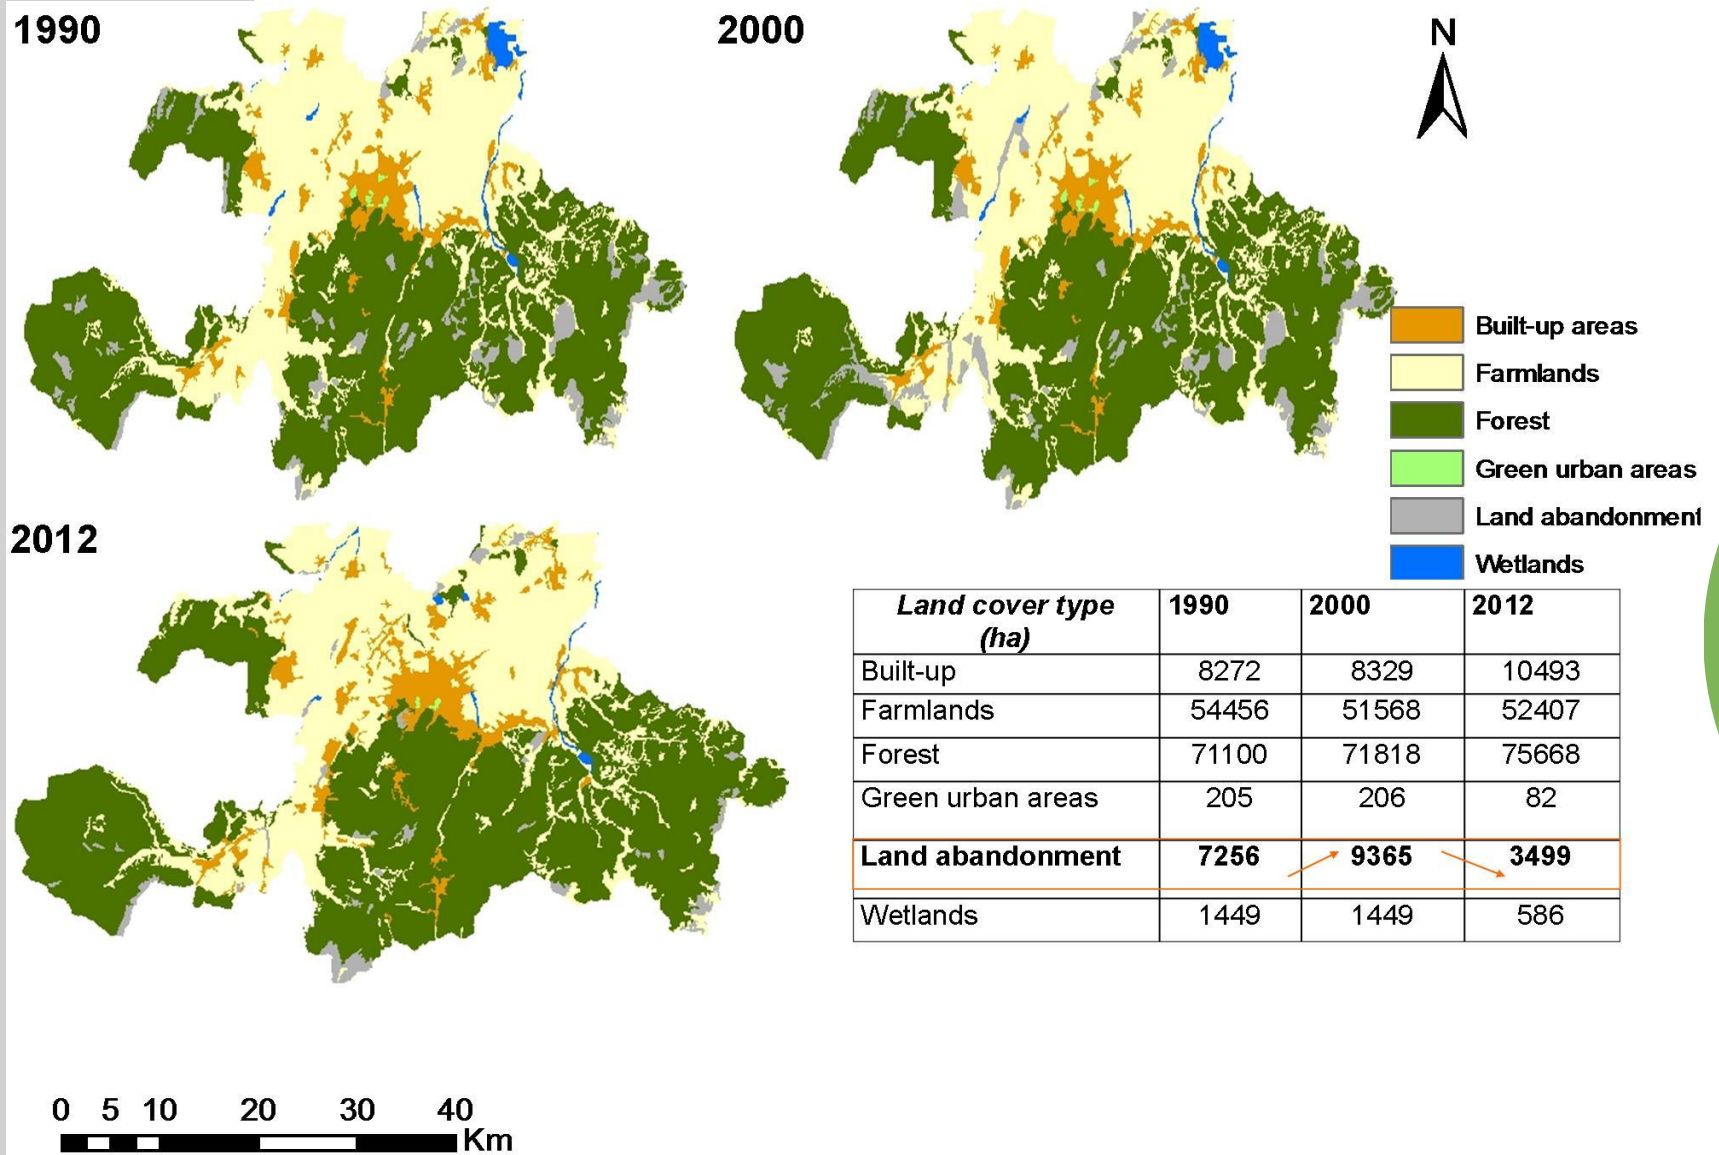 1990
2000
N
Built-up areas
Farmlands
Forest
Green urban areas
Land abandonment
Wetlands
2012
Land cover type (ha) 1990 2000 2012
Built-up 8272 8329 10493
Farmlands 54456 51568 52407
Forest 71100 71818 75668
Green urban areas 205 206 82
Land abandonment 7256 9365 3499
Wetlands 1449 1449 586
0 5 10 20 30 40
Km